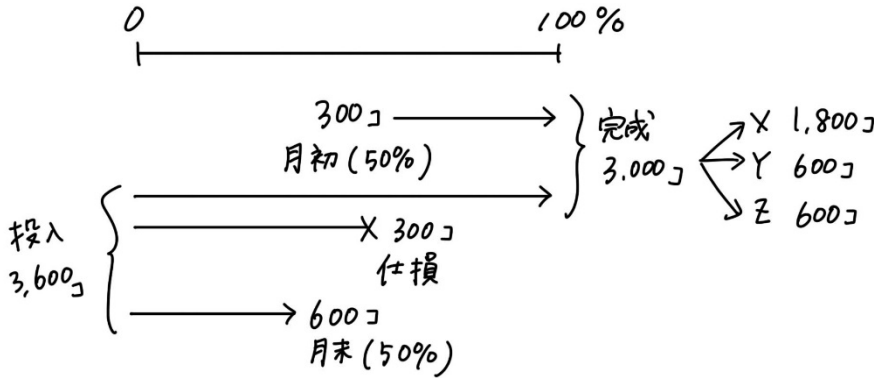 0 100%
300コ
月初(50%)
完成
3.000コ
X 1,800コ
Y 600コ
Z 600コ
投入
3,600コ
X 300コ
仕損
600コ
月末(50%)